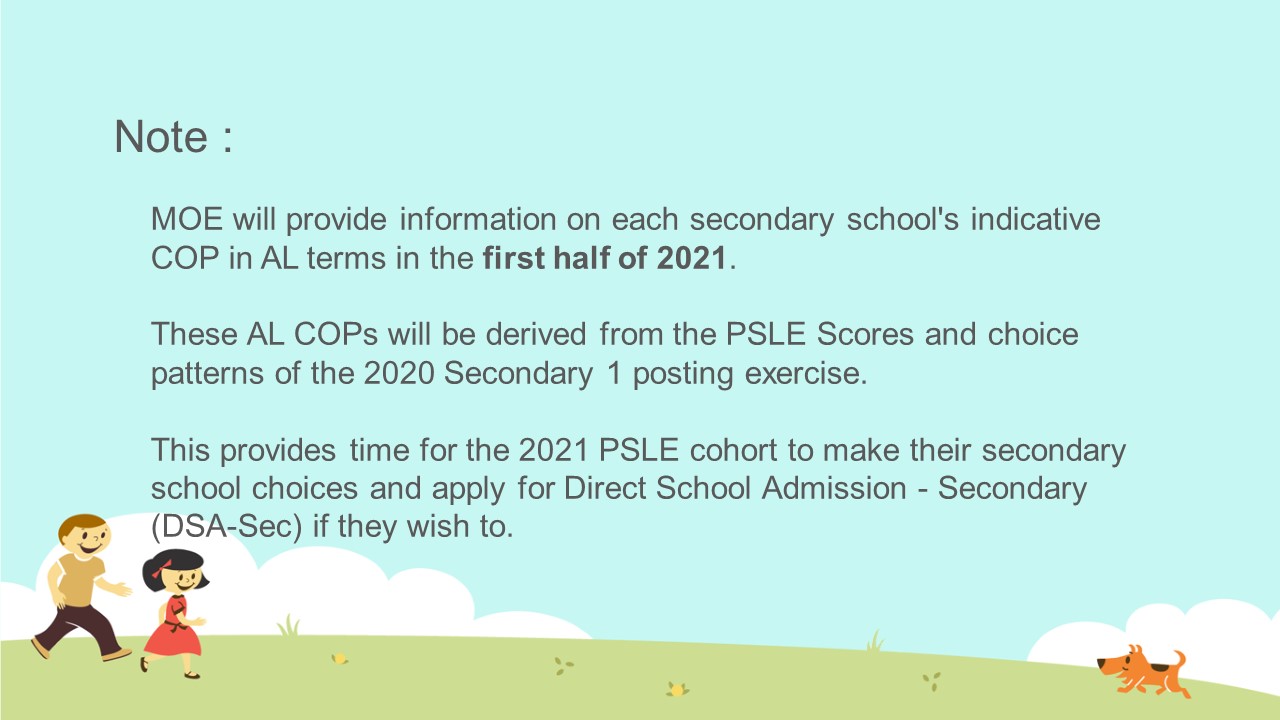 Note :
MOE will provide information on each secondary school's indicative
COP in AL terms in the first half of 2021.
These AL COPs will be derived from the PSLE Scores and choice
patterns of the 2020 Secondary 1 posting exercise.
This provides time for the 2021 PSLE cohort to make their secondary
school choices and apply for Direct School Admission - Secondary
(DSA-Sec) if they wish to.